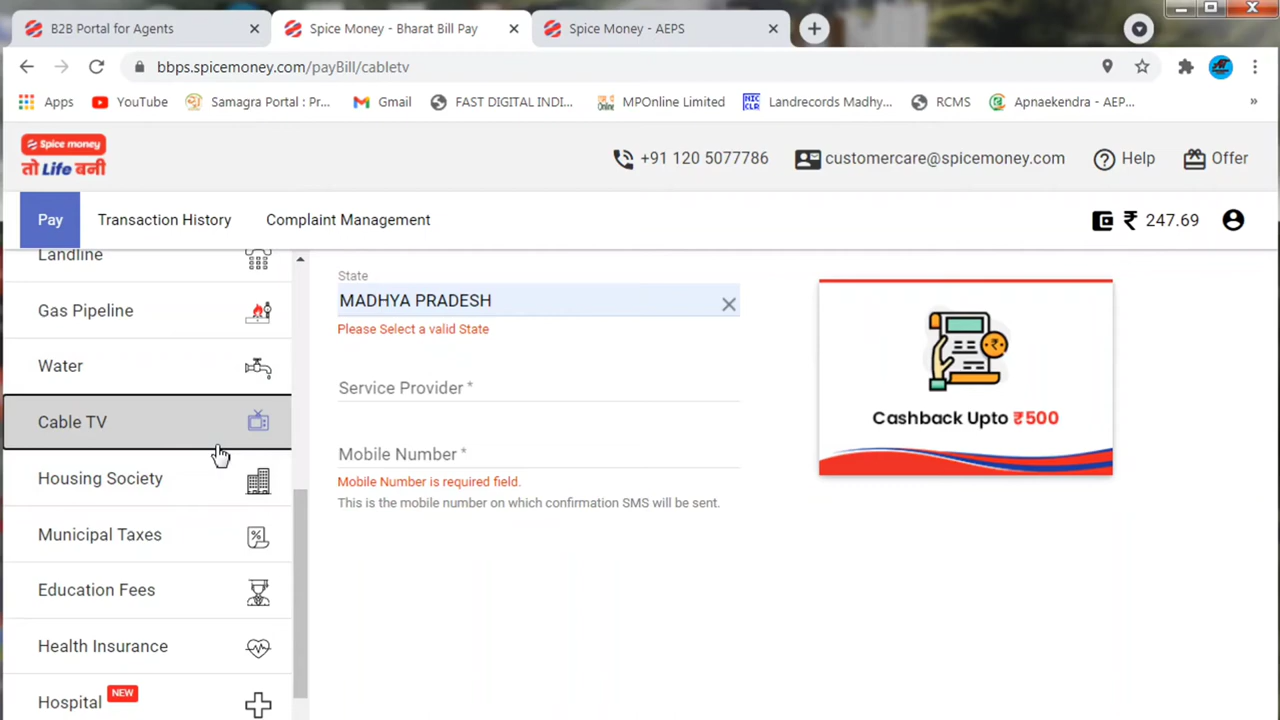 B2B Portal for Agents
Spice Money - Bharat Bill Pay
Spice Money - AEPS
bbps.spicemoney.com/payBill/cabletv
Apps
YouTube
Samagra Portal : Pr...
Gmail
FAST DIGITAL INDI...
MPOnline Limited
Landrecords Madhy...
RCMS
Apnaekendra - AEP...
»
Spice money
तो Life बनी
+91 120 5077786
customercare@spicemoney.com
Help
Offer
Pay
Transaction History
Complaint Management
₹ 247.69
Landline
Gas Pipeline
Water
Cable TV
Housing Society
Municipal Taxes
Education Fees
Health Insurance
Hospital NEW
State
MADHYA PRADESH
Please Select a valid State
Service Provider *
Mobile Number *
Mobile Number is required field.
This is the mobile number on which confirmation SMS will be sent.
Cashback Upto ₹500